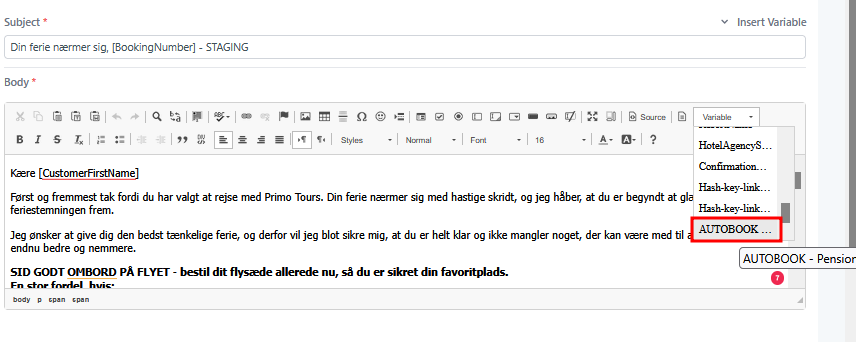 Subject *
Insert Variable
Din ferie nærmer sig, [BookingNumber] - STAGING
Body *
Source
Variable
B I S Tx
Styles
Normal
Font
16
A A ?
HotelAgencyS...
Confirmation...
Hash-key-link...
Hash-key-link...
AUTOBOOK ...
AUTOBOOK - Pension
Kære [CustomerFirstName]
Først og fremmest tak fordi du har valgt at rejse med Primo Tours. Din ferie nærmer sig med hastige skridt, og jeg håber, at du er begyndt at
feriestemningen frem.
Jeg ønsker at give dig den bedst tænkelige ferie, og derfor vil jeg blot sikre mig, at du er helt klar og ikke mangler noget, der kan være med til
endnu bedre og nemmere.
SID GODT OMBORD PÅ FLYET - bestil dit flysæde allerede nu, så du er sikret din favoritplads.
En stor fordel, hvis:
7
body p span span